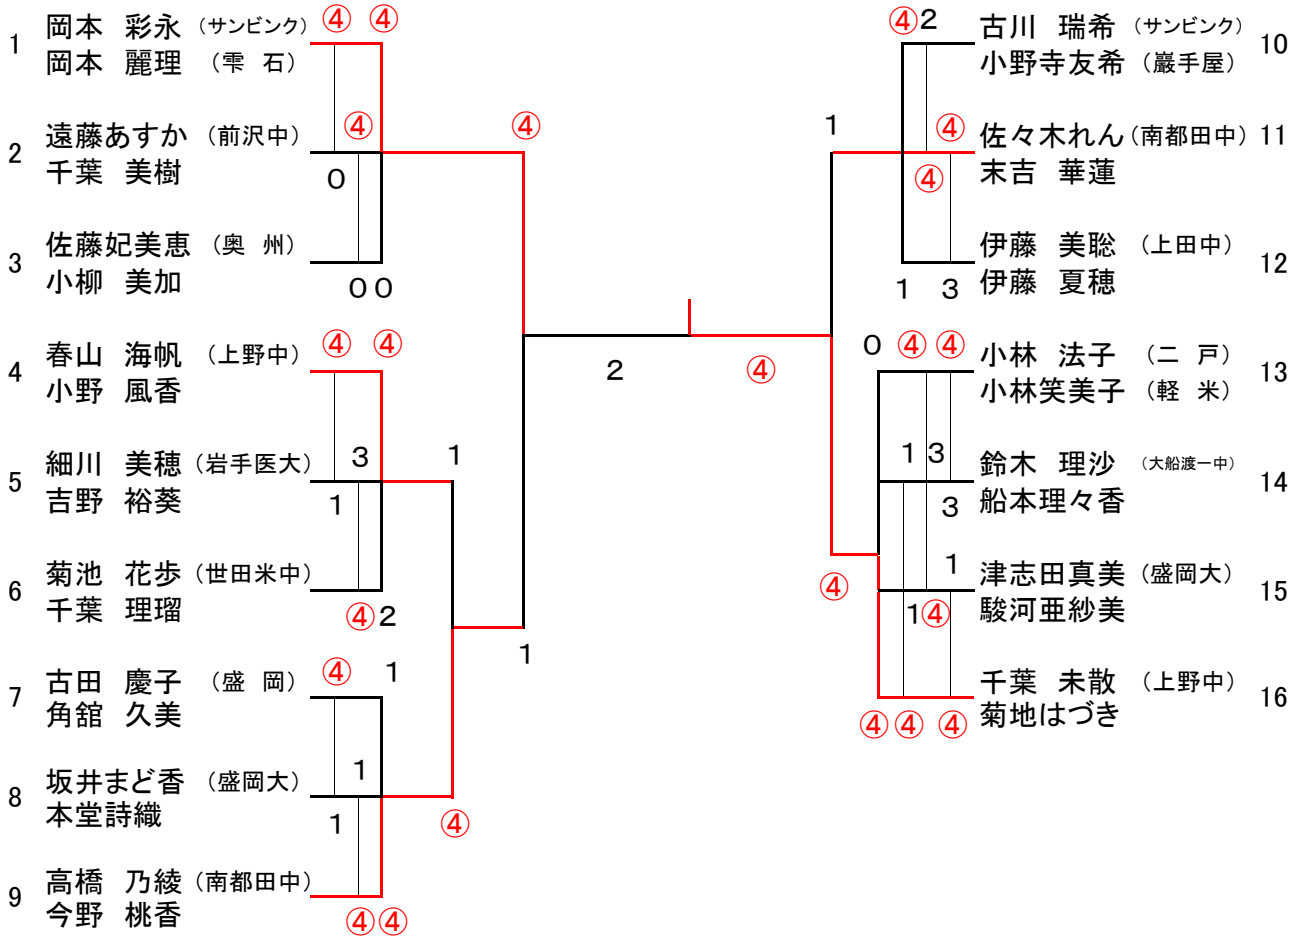 ④ ④
1 岡本 彩永 (サンビンク)
岡本 麗理 (雫 石)
④
2 遠藤あすか (前沢中)
千葉 美樹
0
3 佐藤妃美恵 (奥 州)
小柳 美加
0 0
④
④ ④
4 春山 海帆 (上野中)
小野 風香
3
5 細川 美穂 (岩手医大)
吉野 裕葵
1
1
6 菊池 花歩 (世田米中)
千葉 理瑠
④ 2
④ 1
7 古田 慶子 (盛 岡)
角舘 久美
1
8 坂井まど香 (盛岡大)
本堂詩織
1
④
9 高橋 乃綾 (南都田中)
今野 桃香
④ ④
1
2
④
④ 2
古川 瑞希 (サンビンク) 10
小野寺友希 (巌手屋)
1
④
佐々木れん (南都田中) 11
末吉 華蓮
④
伊藤 美聡 (上田中) 12
伊藤 夏穂
1 3
0 ④ ④
小林 法子 (二 戸) 13
小林笑美子 (軽 米)
1 3
鈴木 理沙 (大船渡一中) 14
船本理々香
3
1
津志田真美 (盛岡大) 15
駿河亜紗美
1 ④
④
千葉 未散 (上野中) 16
菊地はづき
④ ④ ④